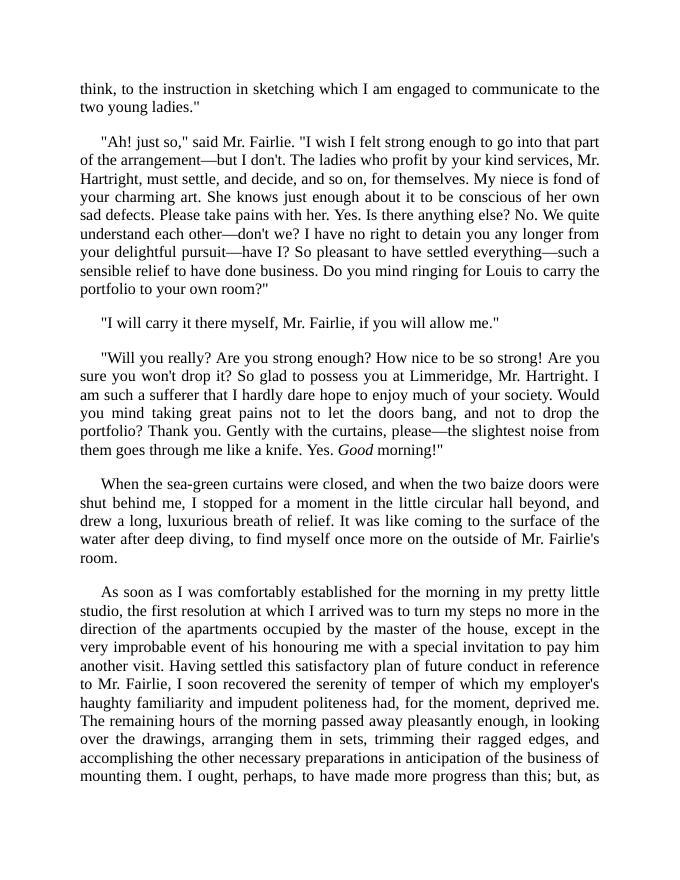 think, to the instruction in sketching which I am engaged to communicate to the
two young ladies."
"Ah! just so," said Mr. Fairlie. "I wish I felt strong enough to go into that part
of the arrangement—but I don't. The ladies who profit by your kind services, Mr.
Hartright, must settle, and decide, and so on, for themselves. My niece is fond of
your charming art. She knows just enough about it to be conscious of her own
sad defects. Please take pains with her. Yes. Is there anything else? No. We quite
understand each other—don't we? I have no right to detain you any longer from
your delightful pursuit—have I? So pleasant to have settled everything—such a
sensible relief to have done business. Do you mind ringing for Louis to carry the
portfolio to your own room?"
"I will carry it there myself, Mr. Fairlie, if you will allow me."
"Will you really? Are you strong enough? How nice to be so strong! Are you
sure you won't drop it? So glad to possess you at Limmeridge, Mr. Hartright. I
am such a sufferer that I hardly dare hope to enjoy much of your society. Would
you mind taking great pains not to let the doors bang, and not to drop the
portfolio? Thank you. Gently with the curtains, please—the slightest noise from
them goes through me like a knife. Yes. Good morning!"
When the sea-green curtains were closed, and when the two baize doors were
shut behind me, I stopped for a moment in the little circular hall beyond, and
drew a long, luxurious breath of relief. It was like coming to the surface of the
water after deep diving, to find myself once more on the outside of Mr. Fairlie's
room.
As soon as I was comfortably established for the morning in my pretty little
studio, the first resolution at which I arrived was to turn my steps no more in the
direction of the apartments occupied by the master of the house, except in the
very improbable event of his honouring me with a special invitation to pay him
another visit. Having settled this satisfactory plan of future conduct in reference
to Mr. Fairlie, I soon recovered the serenity of temper of which my employer's
haughty familiarity and impudent politeness had, for the moment, deprived me.
The remaining hours of the morning passed away pleasantly enough, in looking
over the drawings, arranging them in sets, trimming their ragged edges, and
accomplishing the other necessary preparations in anticipation of the business of
mounting them. I ought, perhaps, to have made more progress than this; but, as